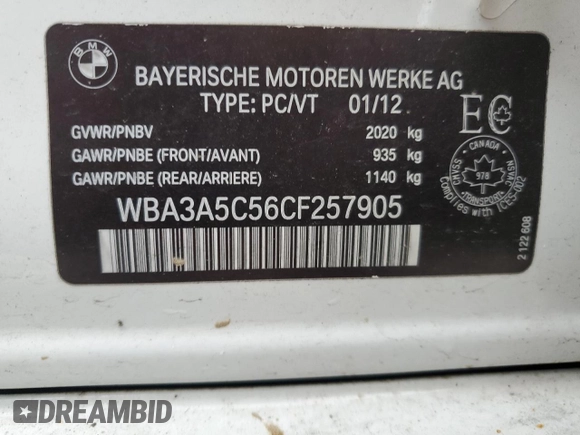 BMW
BAYERISCHE MOTOREN WERKE AG
TYPE: PC/VT 01/12
GVWR/PNBV 2020 kg
GAWR/PNBE (FRONT/AVANT) 935 kg
GAWR/PNBE (REAR/ARRIERE) 1140 kg
WBA3A5C56CF257905
EC
CANADA
CMVSS NSVAC
978
TRANSPORT
Complies with ICES-002
2 122 608
DREAMBID